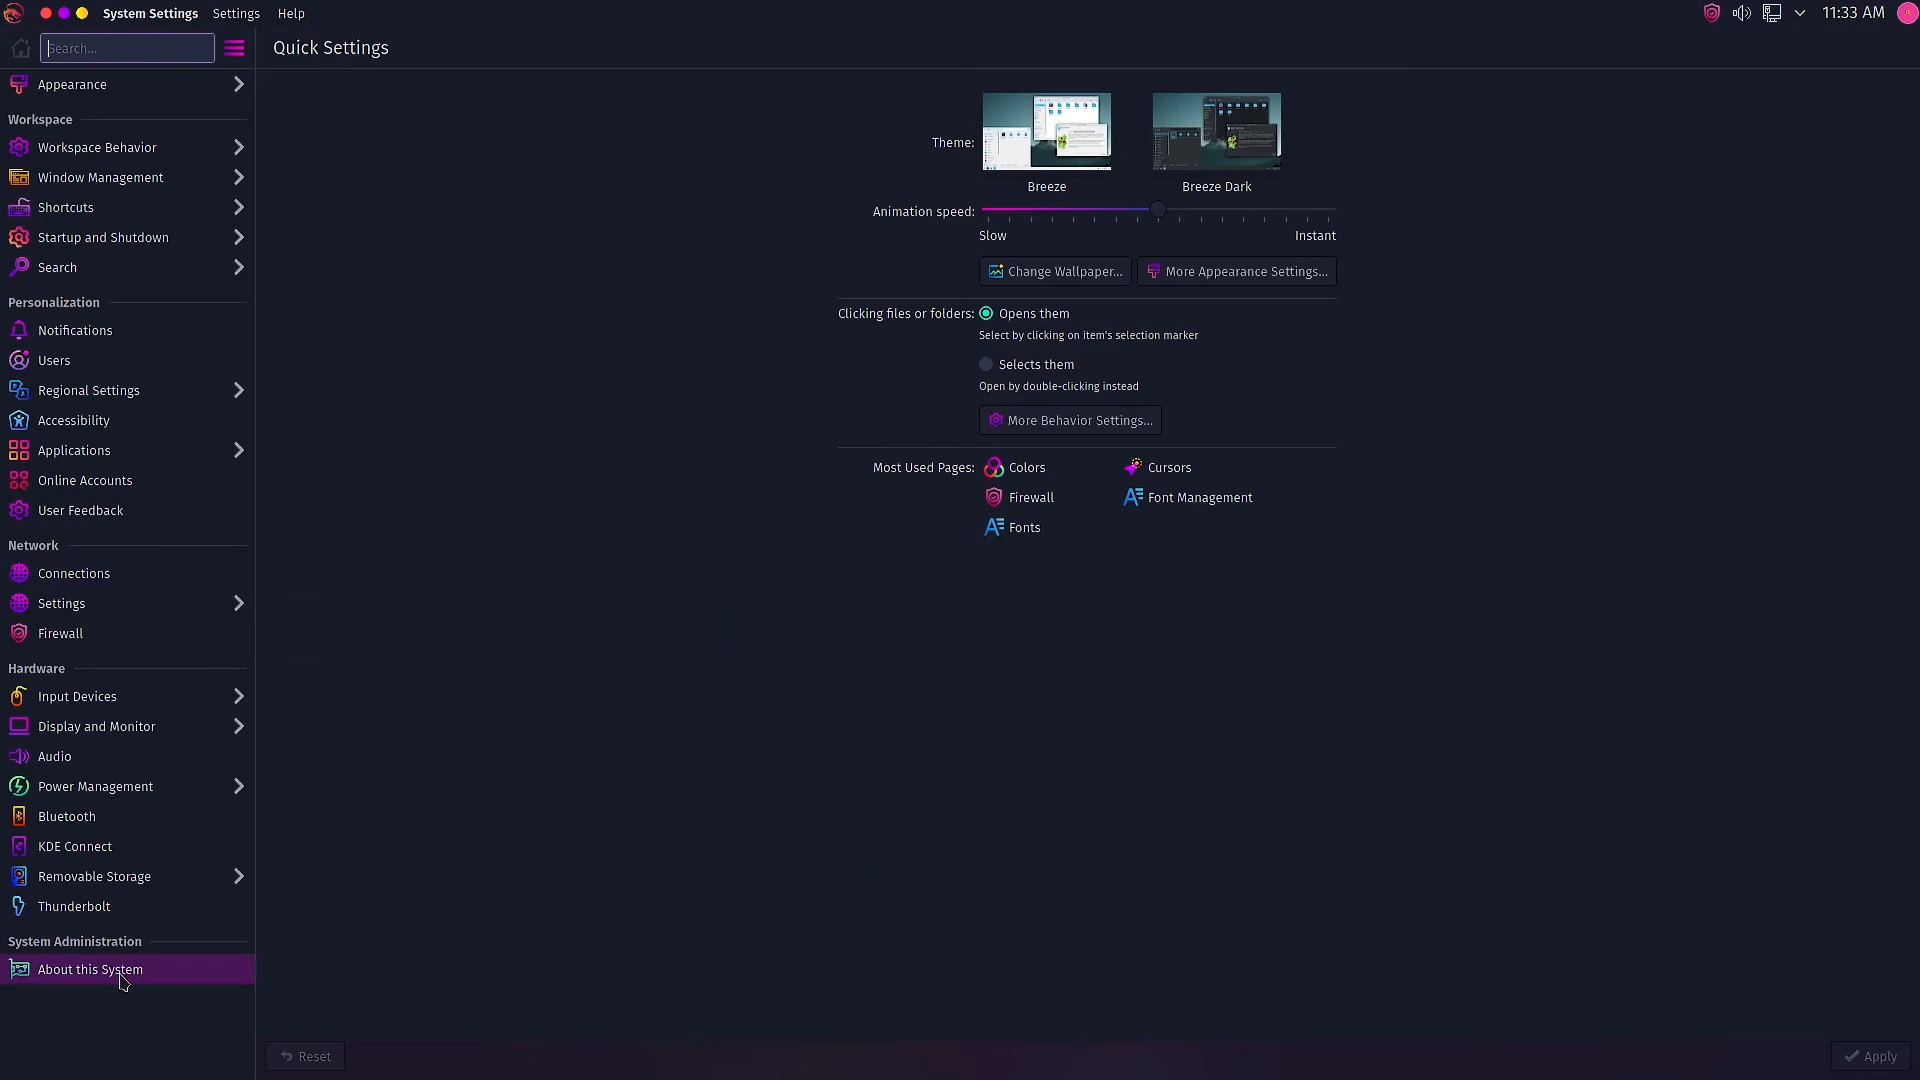 System Settings Settings Help 11:33 AM
Search... Quick Settings
Appearance
Workspace
Workspace Behavior
Window Management
Shortcuts
Startup and Shutdown
Search
Personalization
Notifications
Users
Regional Settings
Accessibility
Applications
Online Accounts
User Feedback
Network
Connections
Settings
Firewall
Hardware
Input Devices
Display and Monitor
Audio
Power Management
Bluetooth
KDE Connect
Removable Storage
Thunderbolt
System Administration
About this System
Theme:
Breeze Breeze Dark
Animation speed:
Slow Instant
Change Wallpaper... More Appearance Settings...
Clicking files or folders: Opens them
Select by clicking on item's selection marker
Selects them
Open by double-clicking instead
More Behavior Settings...
Most Used Pages: Colors Cursors
Firewall Font Management
Fonts
Reset Apply